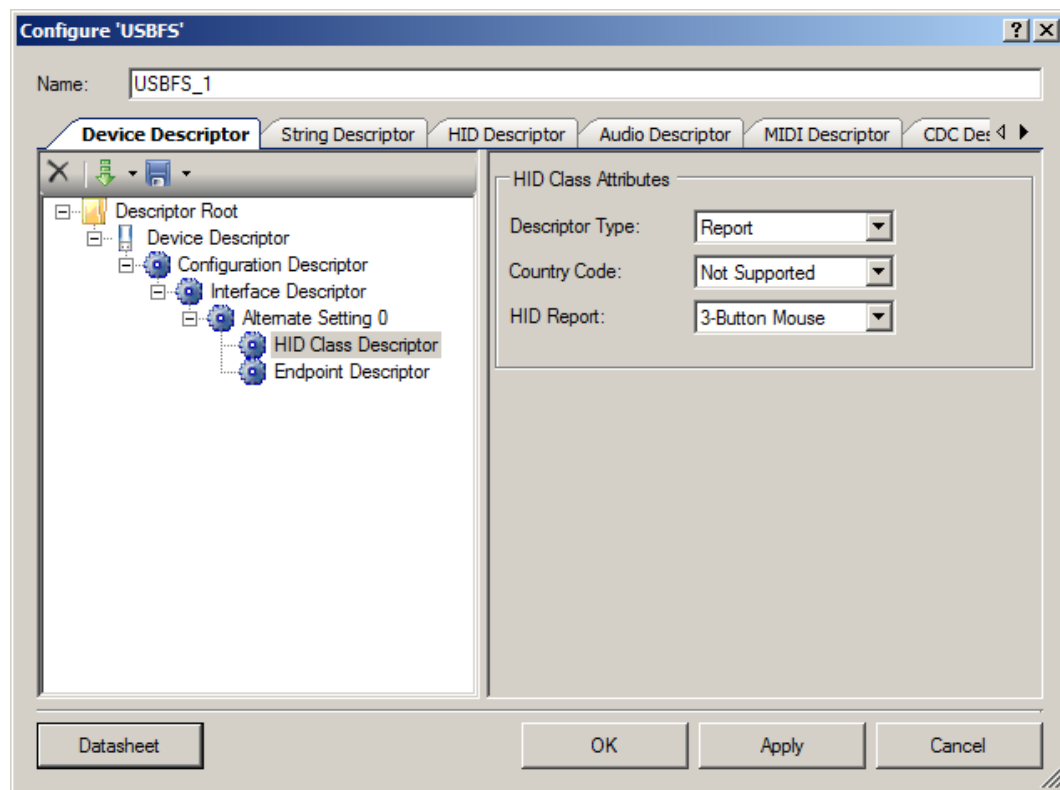 Configure 'USBFS'
Name: USBFS_1
Device Descriptor String Descriptor HID Descriptor Audio Descriptor MIDI Descriptor CDC Des
Descriptor Root
Device Descriptor
Configuration Descriptor
Interface Descriptor
Alternate Setting 0
HID Class Descriptor
Endpoint Descriptor
HID Class Attributes
Descriptor Type: Report
Country Code: Not Supported
HID Report: 3-Button Mouse
Datasheet OK Apply Cancel